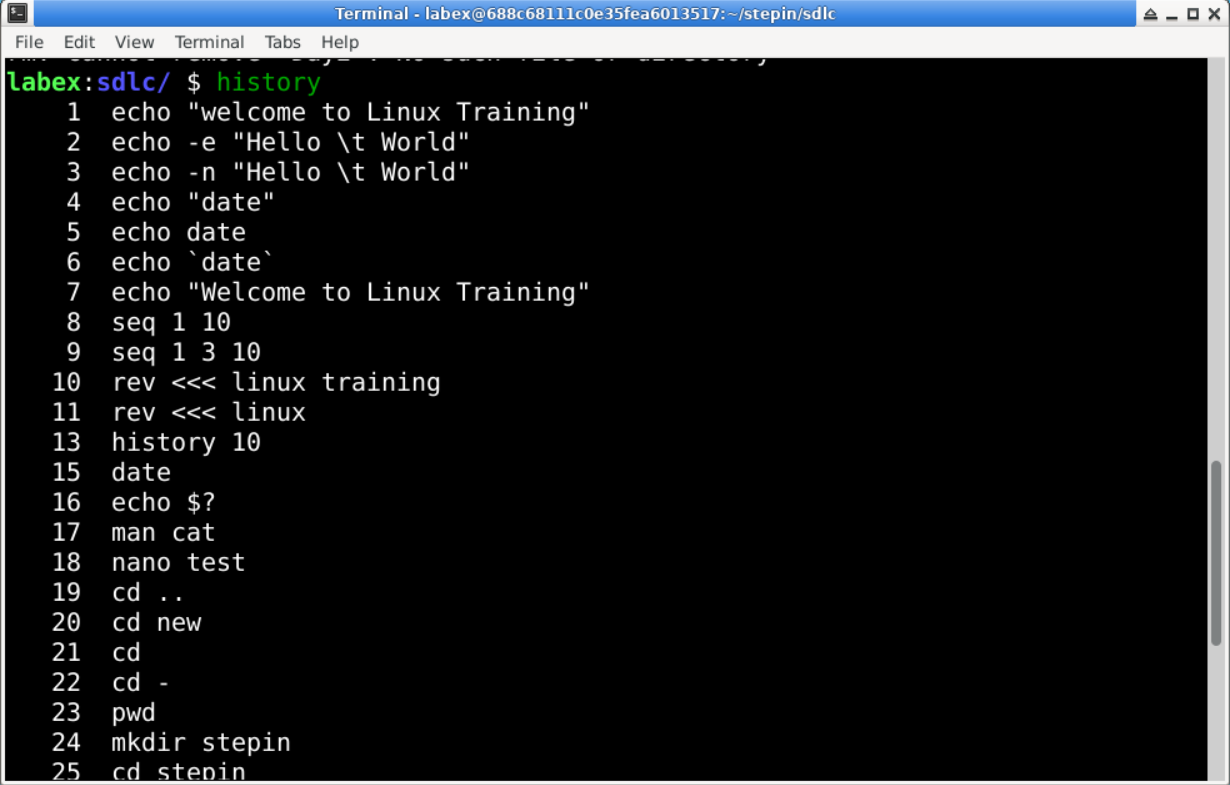 Terminal - labex@688c68111c0e35fea6013517:~/stepin/sdlc
File Edit View Terminal Tabs Help
labex:sdlc/ $ history
1 echo "welcome to Linux Training"
2 echo -e "Hello \t World"
3 echo -n "Hello \t World"
4 echo "date"
5 echo date
6 echo `date`
7 echo "Welcome to Linux Training"
8 seq 1 10
9 seq 1 3 10
10 rev <<< linux training
11 rev <<< linux
13 history 10
15 date
16 echo $?
17 man cat
18 nano test
19 cd ..
20 cd new
21 cd
22 cd -
23 pwd
24 mkdir stepin
25 cd stepin